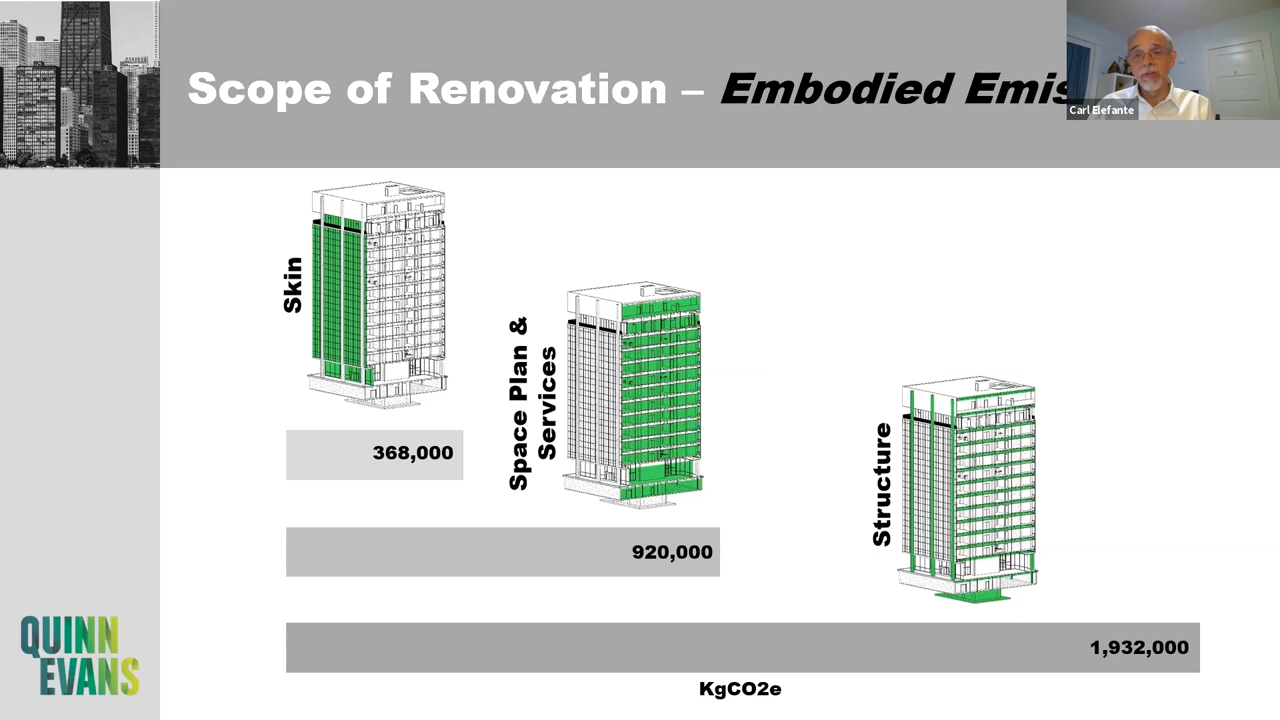 Scope of Renovation – Embodied Emis
Carl Elefante
Skin
368,000
Space Plan &
Services
920,000
Structure
1,932,000
KgCO2e
QUINN
EVANS